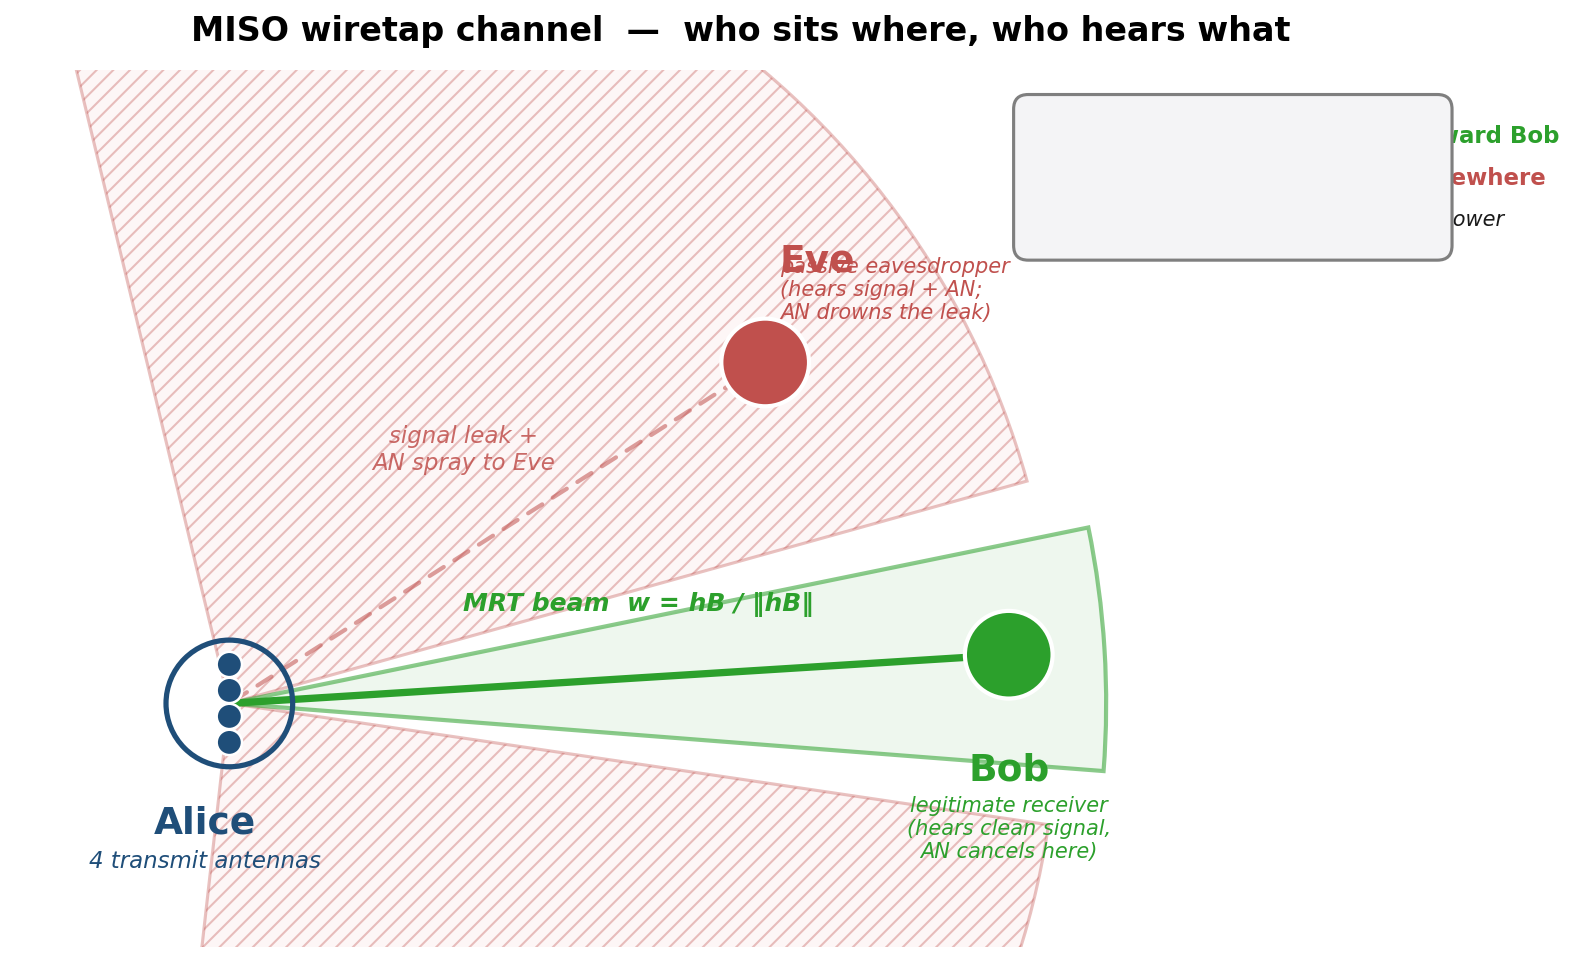 MISO wiretap channel — who sits where, who hears what
ward Bob
ewhere
ower
Eve
passive eavesdropper
(hears signal + AN;
AN drowns the leak)
signal leak +
AN spray to Eve
MRT beam w = hB / ‖hB‖
Bob
legitimate receiver
(hears clean signal,
AN cancels here)
Alice
4 transmit antennas